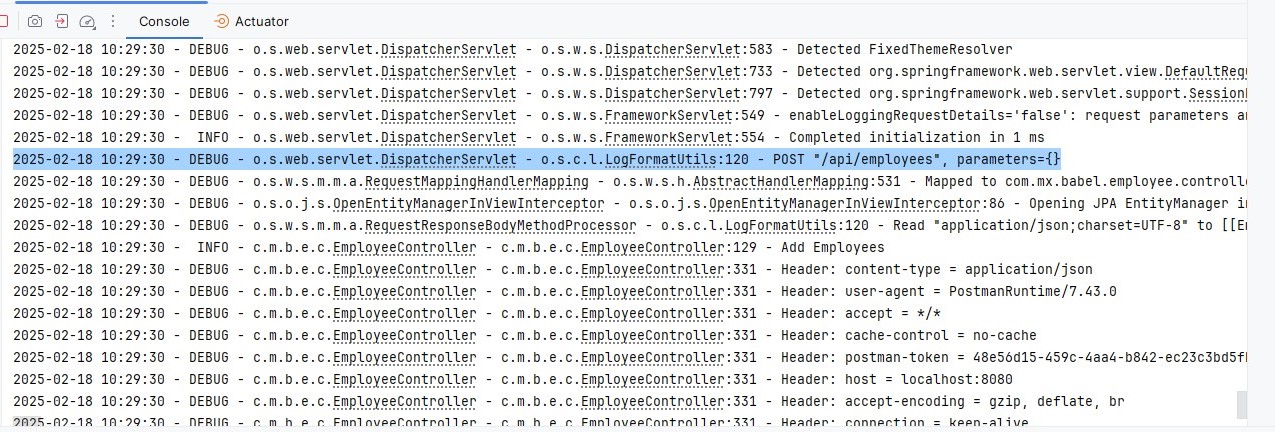 Console Actuator
2025-02-18 10:29:30 - DEBUG - o.s.web.servlet.DispatcherServlet - o.s.w.s.DispatcherServlet:583 - Detected FixedThemeResolver
2025-02-18 10:29:30 - DEBUG - o.s.web.servlet.DispatcherServlet - o.s.w.s.DispatcherServlet:733 - Detected org.springframework.web.servlet.view.DefaultReq
2025-02-18 10:29:30 - DEBUG - o.s.web.servlet.DispatcherServlet - o.s.w.s.DispatcherServlet:797 - Detected org.springframework.web.servlet.support.Session
2025-02-18 10:29:30 - DEBUG - o.s.web.servlet.DispatcherServlet - o.s.w.s.FrameworkServlet:549 - enableLoggingRequestDetails='false': request parameters a
2025-02-18 10:29:30 -  INFO - o.s.web.servlet.DispatcherServlet - o.s.w.s.FrameworkServlet:554 - Completed initialization in 1 ms
2025-02-18 10:29:30 - DEBUG - o.s.web.servlet.DispatcherServlet - o.s.c.l.LogFormatUtils:120 - POST "/api/employees", parameters={}
2025-02-18 10:29:30 - DEBUG - o.s.w.s.m.m.a.RequestMappingHandlerMapping - o.s.w.s.h.AbstractHandlerMapping:531 - Mapped to com.mx.babel.employee.controll
2025-02-18 10:29:30 - DEBUG - o.s.o.j.s.OpenEntityManagerInViewInterceptor - o.s.o.j.s.OpenEntityManagerInViewInterceptor:86 - Opening JPA EntityManager i
2025-02-18 10:29:30 - DEBUG - o.s.w.s.m.m.a.RequestResponseBodyMethodProcessor - o.s.c.l.LogFormatUtils:120 - Read "application/json;charset=UTF-8" to [[E
2025-02-18 10:29:30 -  INFO - c.m.b.e.c.EmployeeController - c.m.b.e.c.EmployeeController:129 - Add Employees
2025-02-18 10:29:30 - DEBUG - c.m.b.e.c.EmployeeController - c.m.b.e.c.EmployeeController:331 - Header: content-type = application/json
2025-02-18 10:29:30 - DEBUG - c.m.b.e.c.EmployeeController - c.m.b.e.c.EmployeeController:331 - Header: user-agent = PostmanRuntime/7.43.0
2025-02-18 10:29:30 - DEBUG - c.m.b.e.c.EmployeeController - c.m.b.e.c.EmployeeController:331 - Header: accept = */*
2025-02-18 10:29:30 - DEBUG - c.m.b.e.c.EmployeeController - c.m.b.e.c.EmployeeController:331 - Header: cache-control = no-cache
2025-02-18 10:29:30 - DEBUG - c.m.b.e.c.EmployeeController - c.m.b.e.c.EmployeeController:331 - Header: postman-token = 48e56d15-459c-4aa4-b842-ec23c3bd5f
2025-02-18 10:29:30 - DEBUG - c.m.b.e.c.EmployeeController - c.m.b.e.c.EmployeeController:331 - Header: host = localhost:8080
2025-02-18 10:29:30 - DEBUG - c.m.b.e.c.EmployeeController - c.m.b.e.c.EmployeeController:331 - Header: accept-encoding = gzip, deflate, br
2025-02-18 10:29:30 - DEBUG - c.m.b.e.c.EmployeeController - c.m.b.e.c.EmployeeController:331 - Header: connection = keep-alive